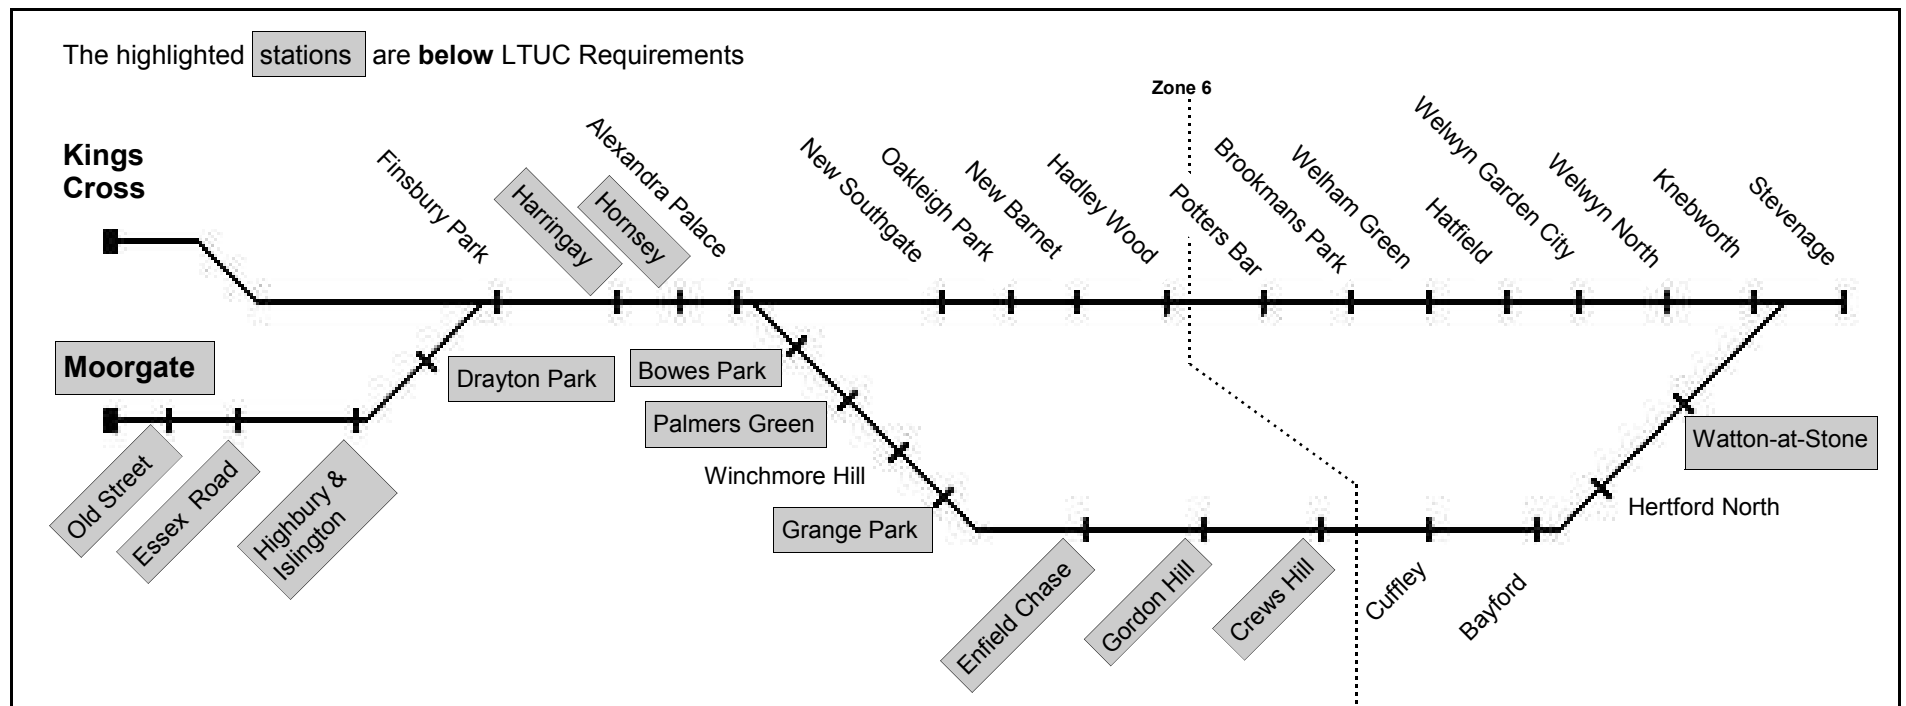 The highlighted stations are below LTUC Requirements
Zone 6
Kings
Cross
Finsbury Park
Harringay
Hornsey
Alexandra Palace
New Southgate
Oakleigh Park
New Barnet
Hadley Wood
Potters Bar
Brookmans Park
Welham Green
Hatfield
Welwyn Garden City
Welwyn North
Knebworth
Stevenage
Moorgate
Drayton Park
Bowes Park
Palmers Green
Winchmore Hill
Grange Park
Watton-at-Stone
Hertford North
Old Street
Essex Road
Highbury &
Islington
Enfield Chase
Gordon Hill
Crews Hill
Cuffley
Bayford